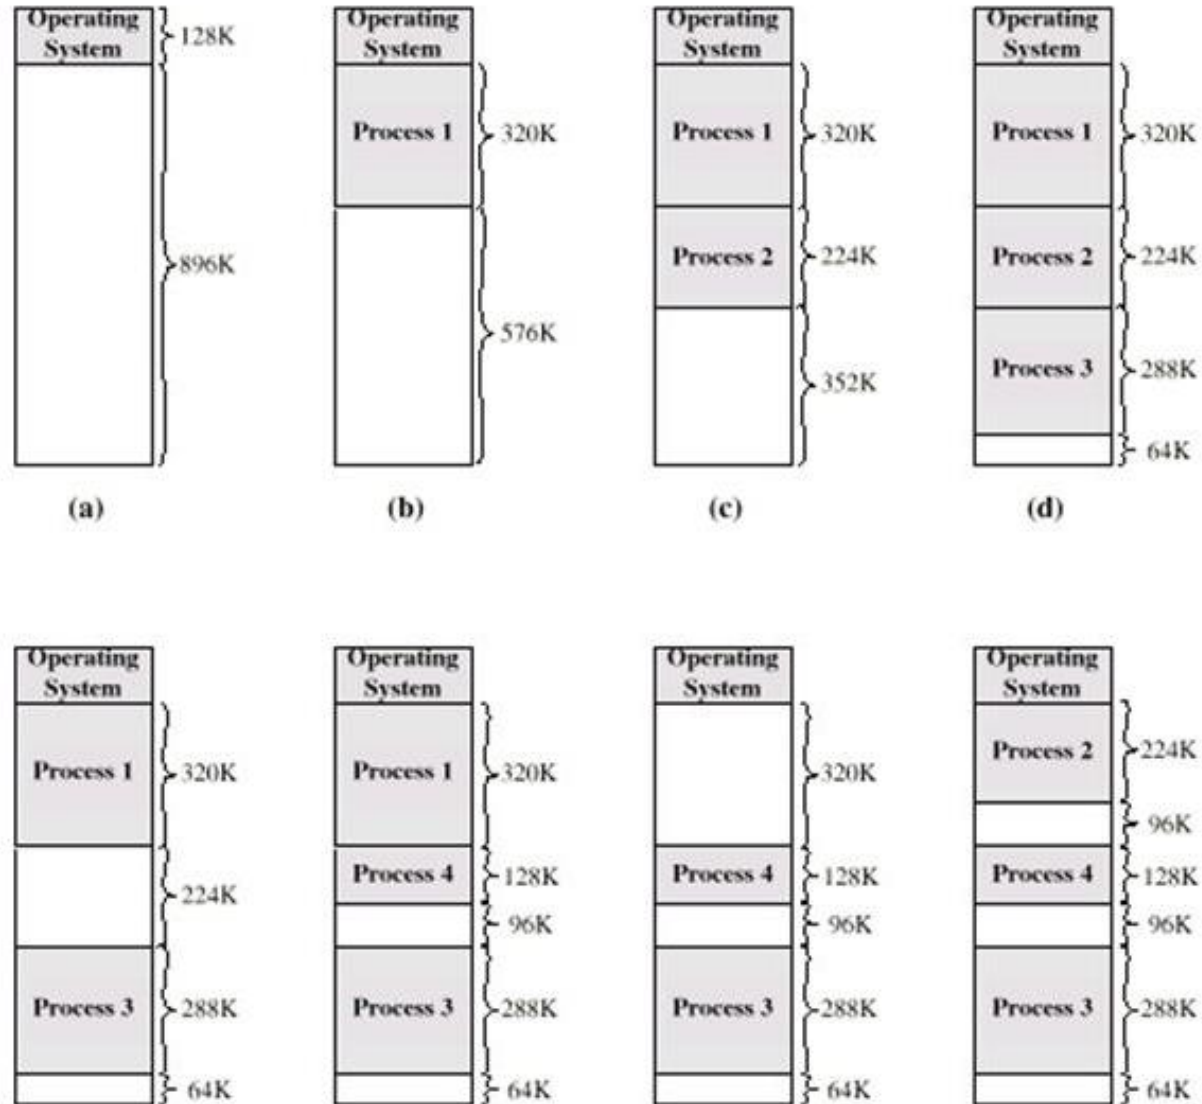 Operating
System
128K
896K
(a)
Operating
System
Process 1
320K
576K
(b)
Operating
System
Process 1
320K
Process 2
224K
352K
(c)
Operating
System
Process 1
320K
Process 2
224K
Process 3
288K
64K
(d)
Operating
System
Process 1
320K
224K
Process 3
288K
64K
Operating
System
Process 1
320K
Process 4
128K
96K
Process 3
288K
64K
Operating
System
320K
Process 4
128K
96K
Process 3
288K
64K
Operating
System
Process 2
224K
96K
Process 4
128K
96K
Process 3
288K
64K